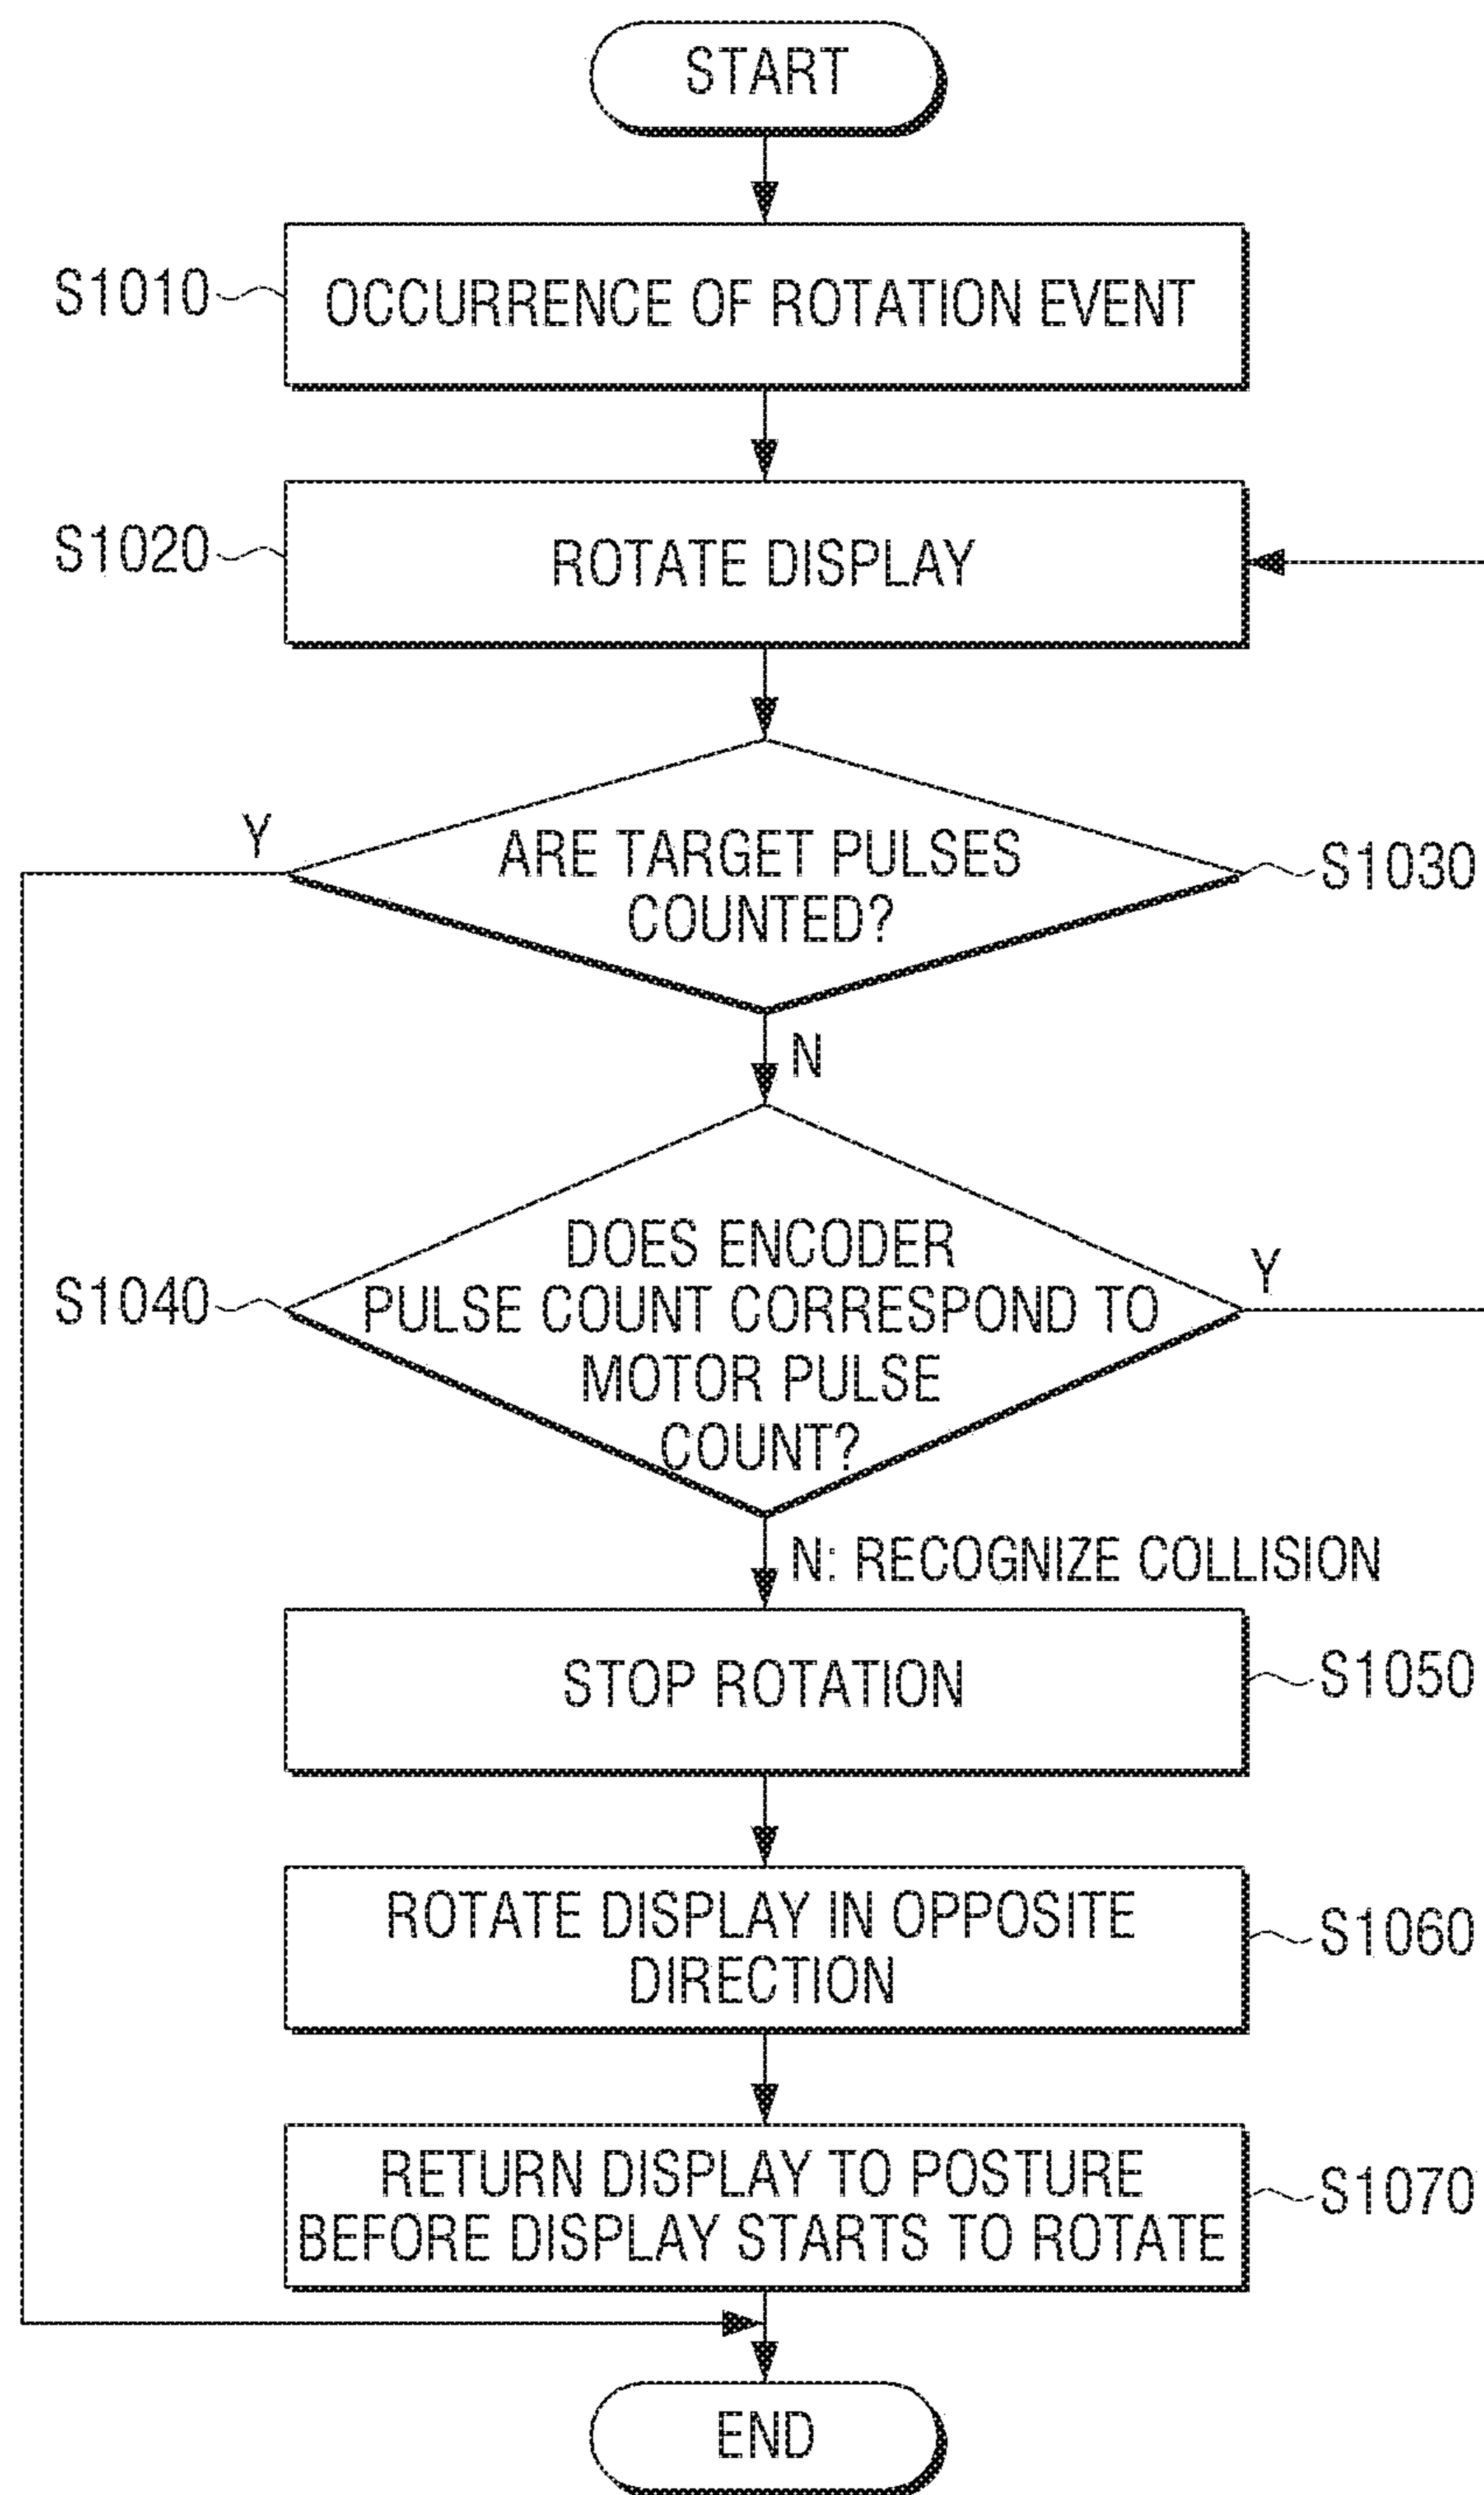 START
S1010
OCCURRENCE OF ROTATION EVENT
S1020
ROTATE DISPLAY
Y
ARE TARGET PULSES
COUNTED?
S1030
N
S1040
DOES ENCODER
PULSE COUNT CORRESPOND TO
MOTOR PULSE
COUNT?
Y
N: RECOGNIZE COLLISION
STOP ROTATION
S1050
ROTATE DISPLAY IN OPPOSITE
DIRECTION
S1060
RETURN DISPLAY TO POSTURE
BEFORE DISPLAY STARTS TO ROTATE
S1070
END